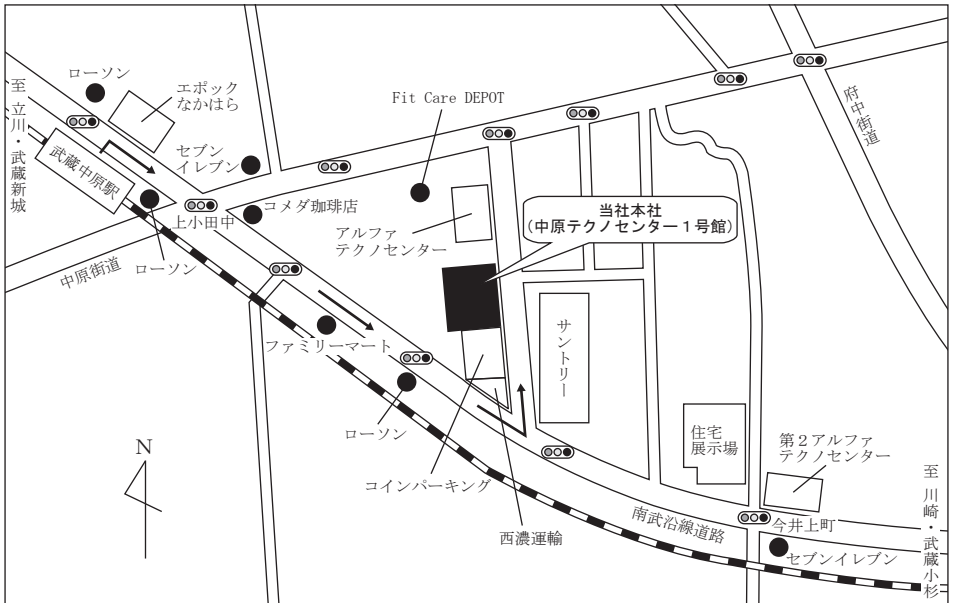 至 立川・武蔵新城
ローソン
エポック
なかはら
武蔵中原駅
セブン
イレブン
コメダ珈琲店
上小田中
ローソン
中原街道
Fit Care DEPOT
アルファ
テクノセンター
当社本社
(中原テクノセンター1号館)
府中街道
ファミリーマート
ローソン
サントリー
コインパーキング
西濃運輸
住宅
展示場
第2アルファ
テクノセンター
南武沿線道路
今井上町
セブンイレブン
至 川崎・武蔵小杉
N